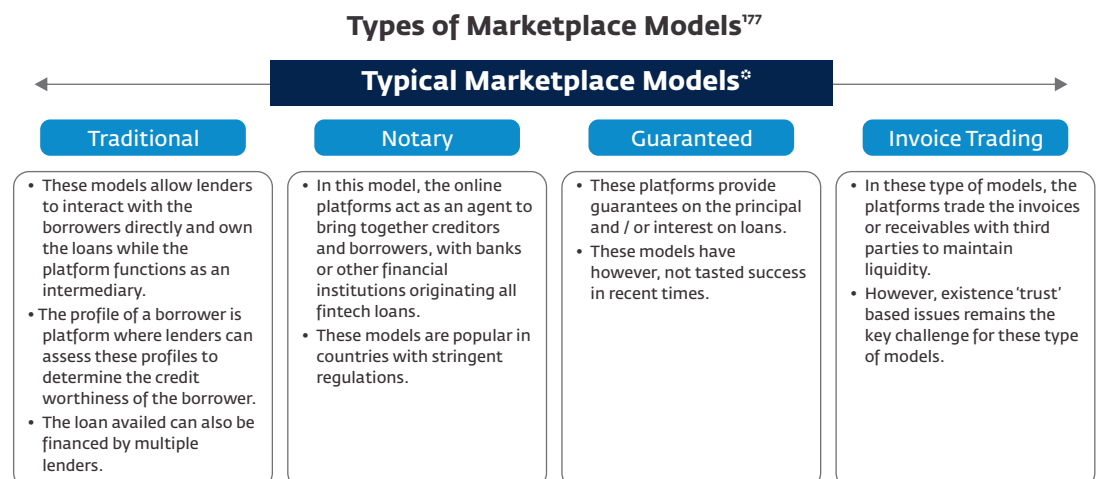 Types of Marketplace Models¹⁷⁷
Typical Marketplace Models*
Traditional
• These models allow lenders
to interact with the
borrowers directly and own
the loans while the
platform functions as an
intermediary.
• The profile of a borrower is
platform where lenders can
assess these profiles to
determine the credit
worthiness of the borrower.
• The loan availed can also be
financed by multiple
lenders.
Notary
• In this model, the online
platforms act as an agent to
bring together creditors
and borrowers, with banks
or other financial
institutions originating all
fintech loans.
• These models are popular in
countries with stringent
regulations.
Guaranteed
• These platforms provide
guarantees on the principal
and / or interest on loans.
• These models have
however, not tasted success
in recent times.
Invoice Trading
• In these type of models, the
platforms trade the invoices
or receivables with third
parties to maintain
liquidity.
• However, existence ‘trust’
based issues remains the
key challenge for these type
of models.